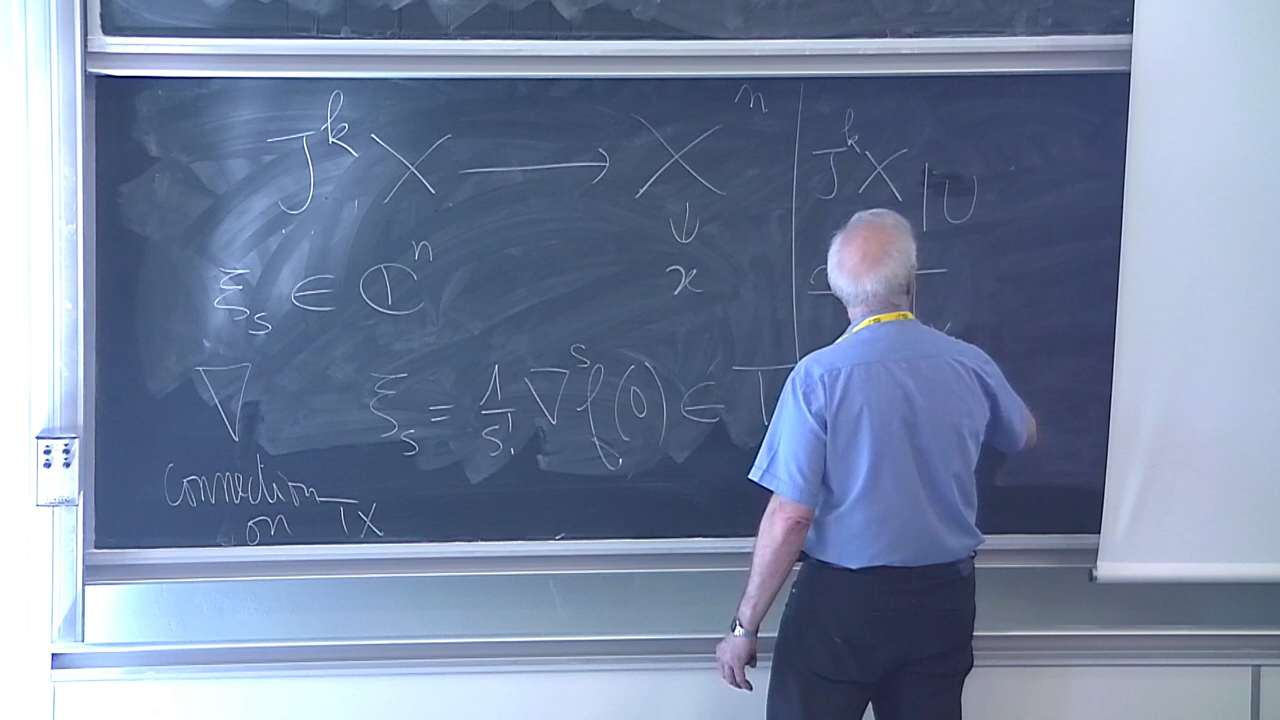 J^k X ⟶ X^n
ψ
x
ξ_s ∈ ℂ^n
∇ ξ_s = 1/s! ∇^s f(0) ∈ T
Connection
on TX
J^k X|U